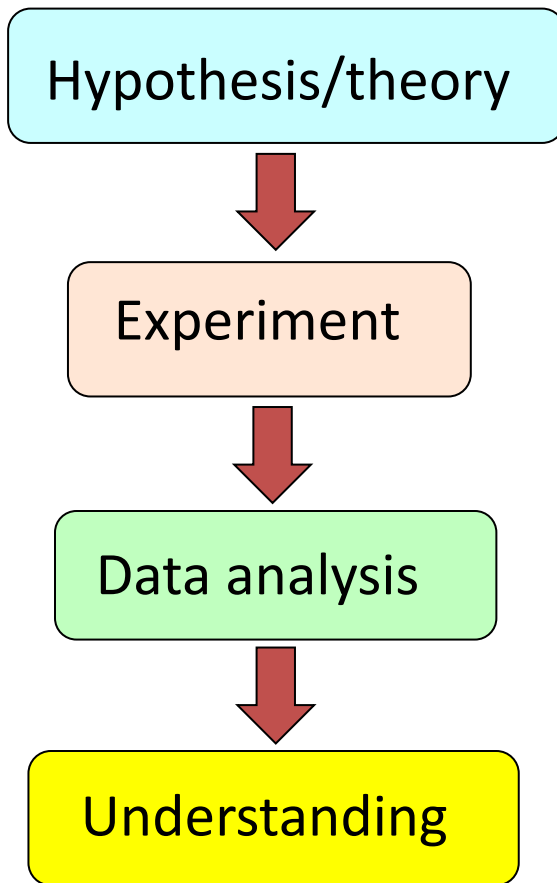 Hypothesis/theory
Experiment
Data analysis
Understanding